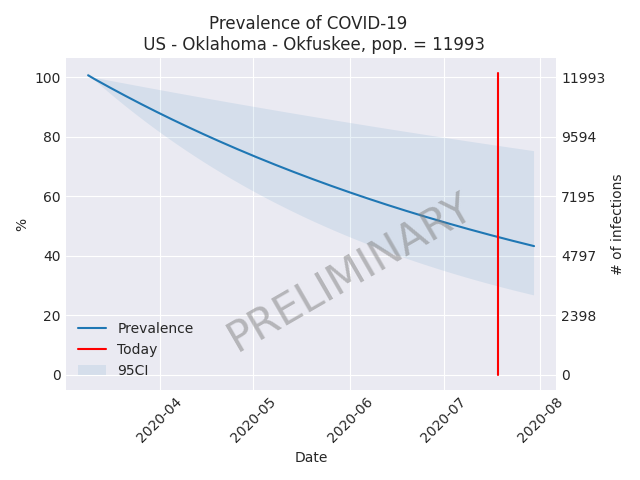 Prevalence of COVID-19
US - Oklahoma - Okfuskee, pop. = 11993
100
80
60
40
20
0
%
11993
9594
7195
4797
2398
0
# of infections
PRELIMINARY
Prevalence
Today
95CI
2020-04
2020-05
2020-06
2020-07
2020-08
Date